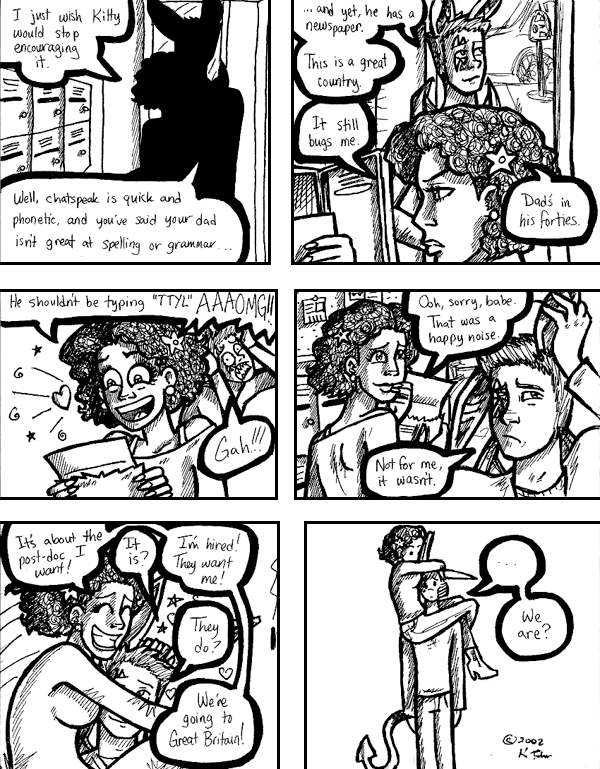 I just wish Kitty
would stop
encouraging
it.
Well, chatspeak is quick and
phonetic, and you've said your dad
isn't great at spelling or grammar...
... and yet, he has a
newspaper.
This is a great
country.
It still
bugs me.
Dad's in
his forties.
He shouldn't be typing "TTYL" AAAOMG!!
Gah!!!
Ooh, sorry, babe.
That was a
happy noise.
Not for me,
it wasn't.
It's about the
post-doc I
want!
It
is?
I'm hired!
They want
me!
They
do?
We're
going to
Great Britain!
...
We
are?
©2002